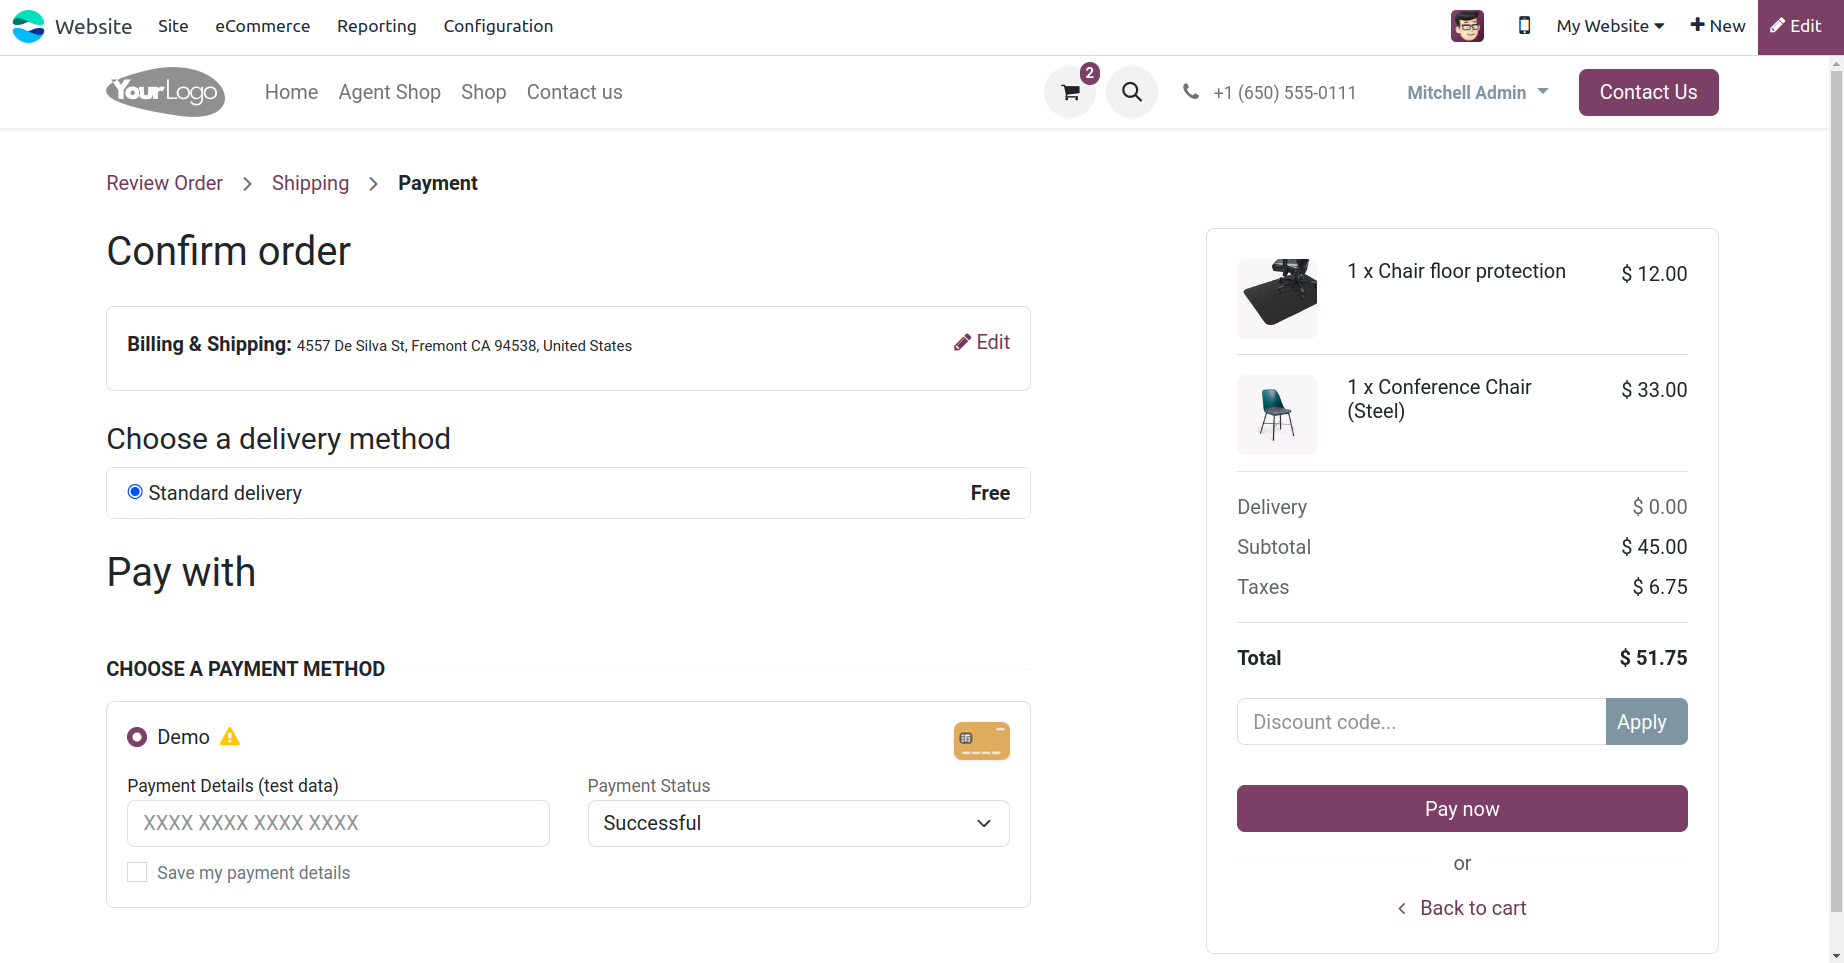 Website Site eCommerce Reporting Configuration My Website New Edit
YourLogo Home Agent Shop Shop Contact us 2 +1 (650) 555-0111 Mitchell Admin Contact Us
Review Order Shipping Payment
Confirm order
Billing & Shipping: 4557 De Silva St, Fremont CA 94538, United States Edit
Choose a delivery method
Standard delivery Free
Pay with
CHOOSE A PAYMENT METHOD
Demo
Payment Details (test data) Payment Status
XXXX XXXX XXXX XXXX Successful
Save my payment details
1 x Chair floor protection $ 12.00
1 x Conference Chair $ 33.00
(Steel)
Delivery $ 0.00
Subtotal $ 45.00
Taxes $ 6.75
Total $ 51.75
Discount code... Apply
Pay now
or
Back to cart